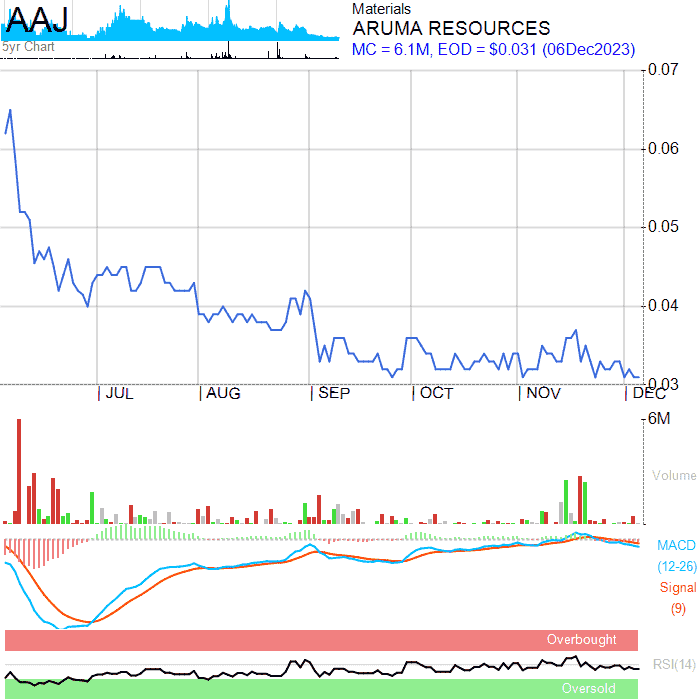 AAJ
5yr Chart
Materials
ARUMA RESOURCES
MC = 6.1M, EOD = $0.031 (06Dec2023)
0.07
0.06
0.05
0.04
0.03
JUL AUG SEP OCT NOV DEC
6M
Volume
MACD
(12-26)
Signal
(9)
Overbought
RSI(14)
Oversold